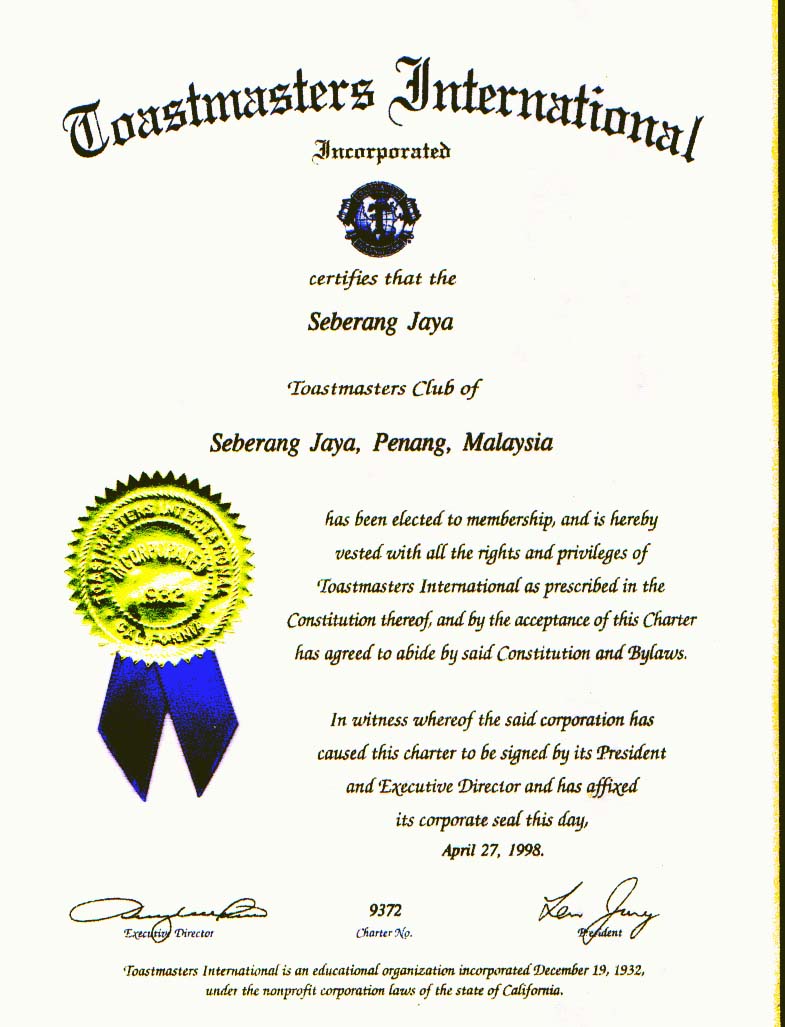 Toastmasters International
Incorporated
certifies that the
Seberang Jaya
Toastmasters Club of
Seberang Jaya, Penang, Malaysia
TOASTMASTERS INTERNATIONAL
INCORPORATED
CALIFORNIA
has been elected to membership, and is hereby
vested with all the rights and privileges of
Toastmasters International as prescribed in the
Constitution thereof, and by the acceptance of this Charter
has agreed to abide by said Constitution and Bylaws.
In witness whereof the said corporation has
caused this charter to be signed by its President
and Executive Director and has affixed
its corporate seal this day,
April 27, 1998.
9372
Executive Director
Charter No.
President
Toastmasters International is an educational organization incorporated December 19, 1932,
under the nonprofit corporation laws of the state of California.